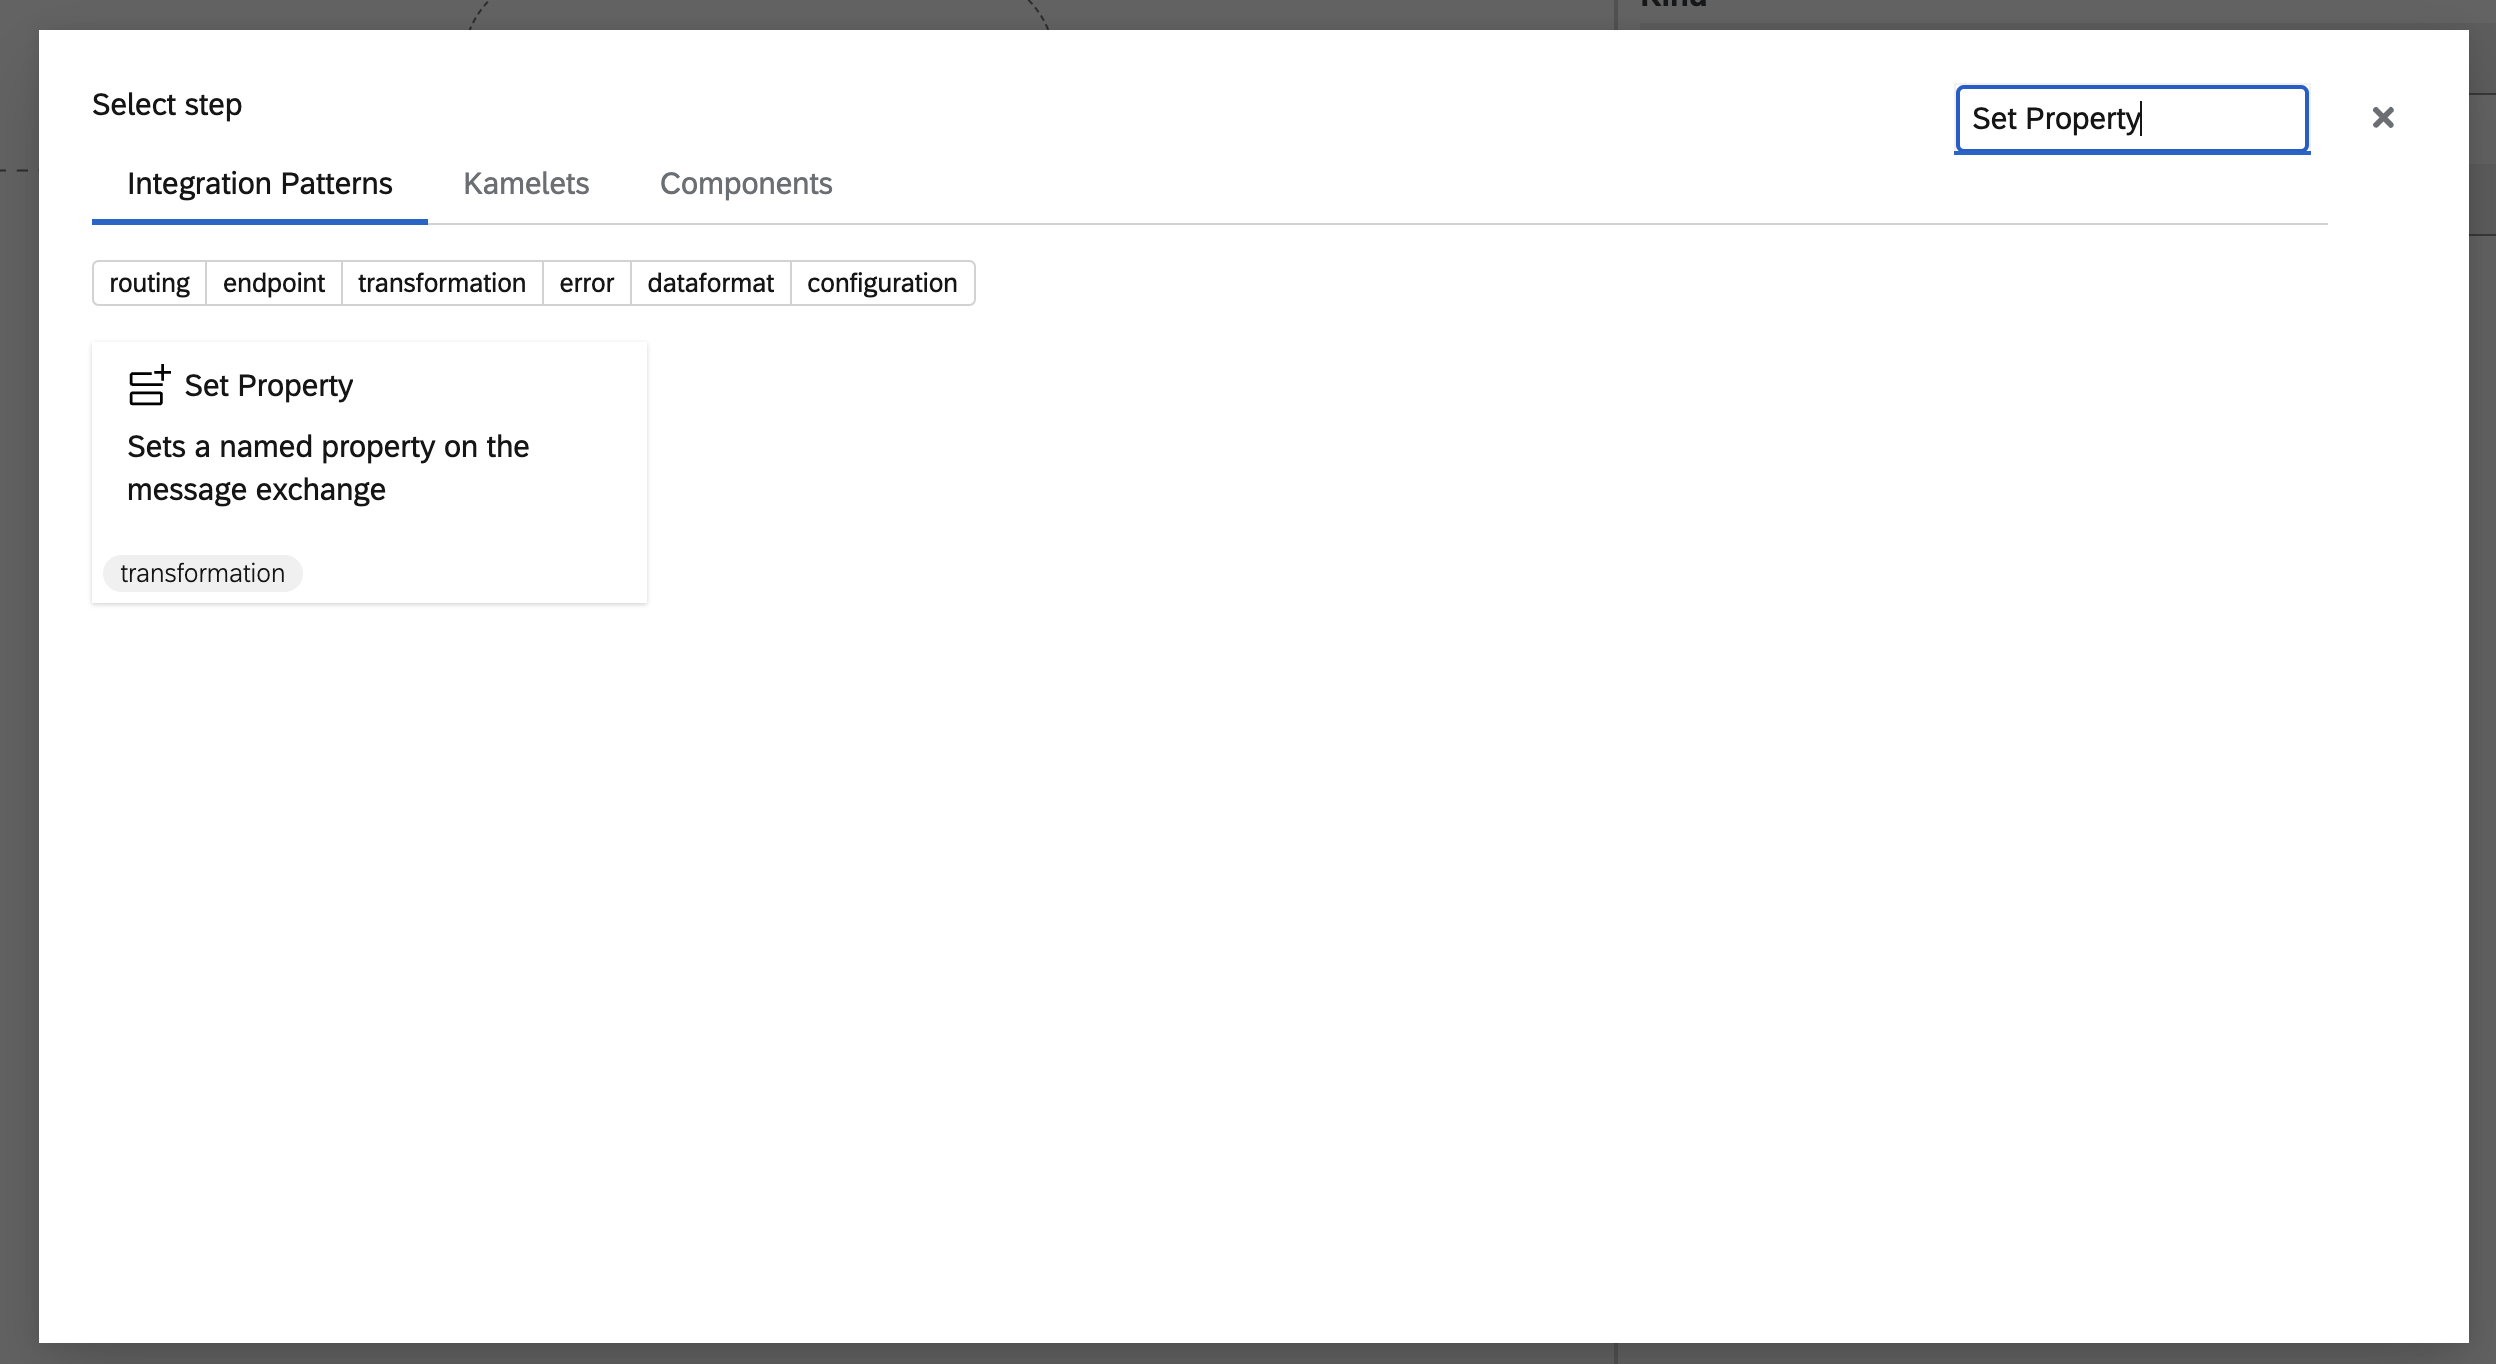 Kind
Select step
Set Property
Integration Patterns
Kamelets
Components
routing
endpoint
transformation
error
dataformat
configuration
Set Property
Sets a named property on the
message exchange
transformation